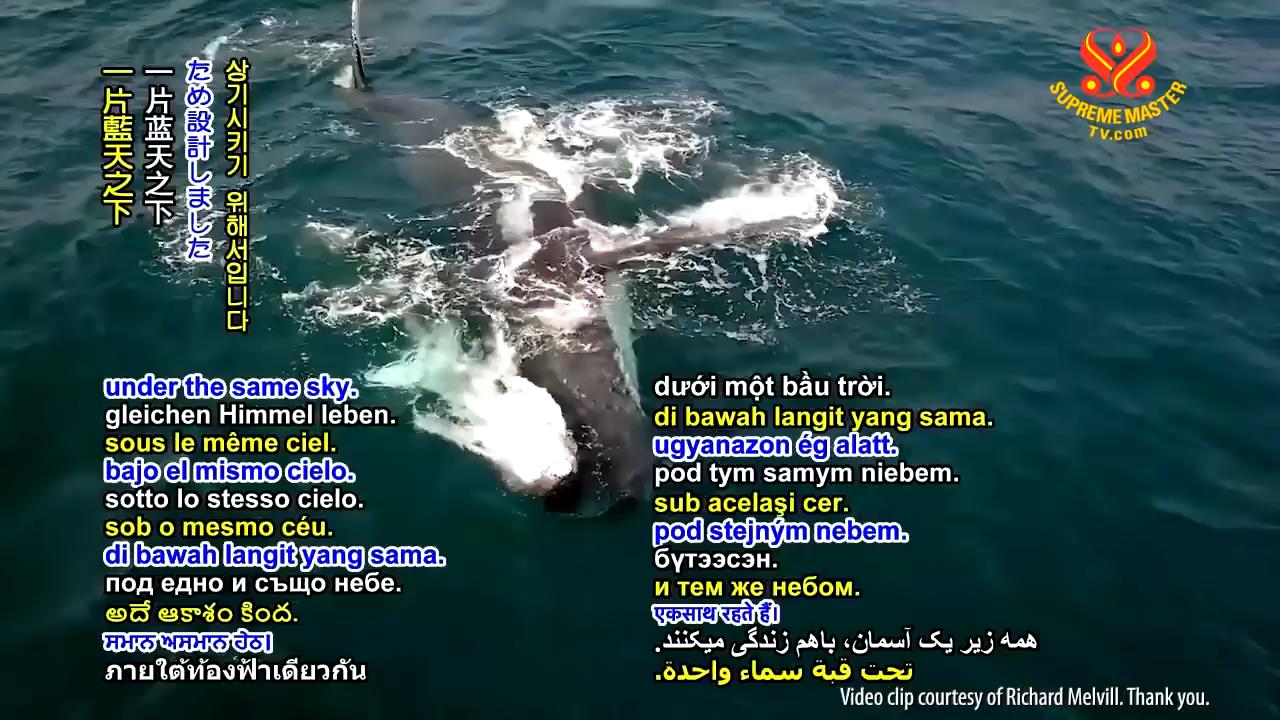 一片藍天之下
一片蓝天之下
ため設計しました
상기시키기 위해서입니다
SUPREME MASTER
TV.com
under the same sky.
gleichen Himmel leben.
sous le même ciel.
bajo el mismo cielo.
sotto lo stesso cielo.
sob o mesmo céu.
di bawah langit yang sama.
под едно и също небе.
అదే ఆకాశం కింద.
ਸਮਾਨ ਅਸਮਾਨ ਹੇਠ।
ภายใต้ท้องฟ้าเดียวกัน
dưới một bầu trời.
di bawah langit yang sama.
ugyanazon ég alatt.
pod tym samym niebem.
sub acelaşi cer.
pod stejným nebem.
бүтээсэн.
и тем же небом.
एकसाथ रहते हैं।
همه زیر یک آسمان، باهم زندگی میکنند.
تحت قبة سماء واحدة.
Video clip courtesy of Richard Melvill. Thank you.